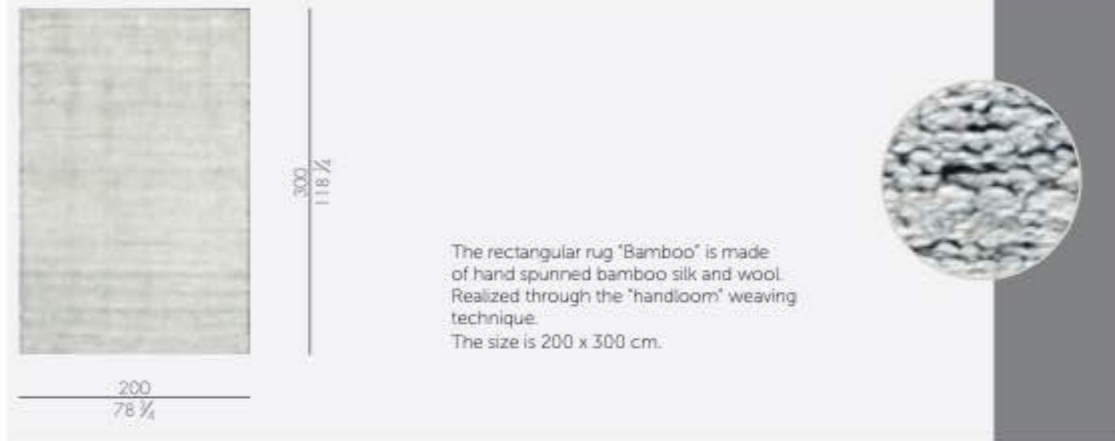 300
118 ¼
The rectangular rug "Bamboo" is made
of hand spunned bamboo silk and wool.
Realized through the "handloom" weaving
technique.
The size is 200 x 300 cm.
200
78 ¾